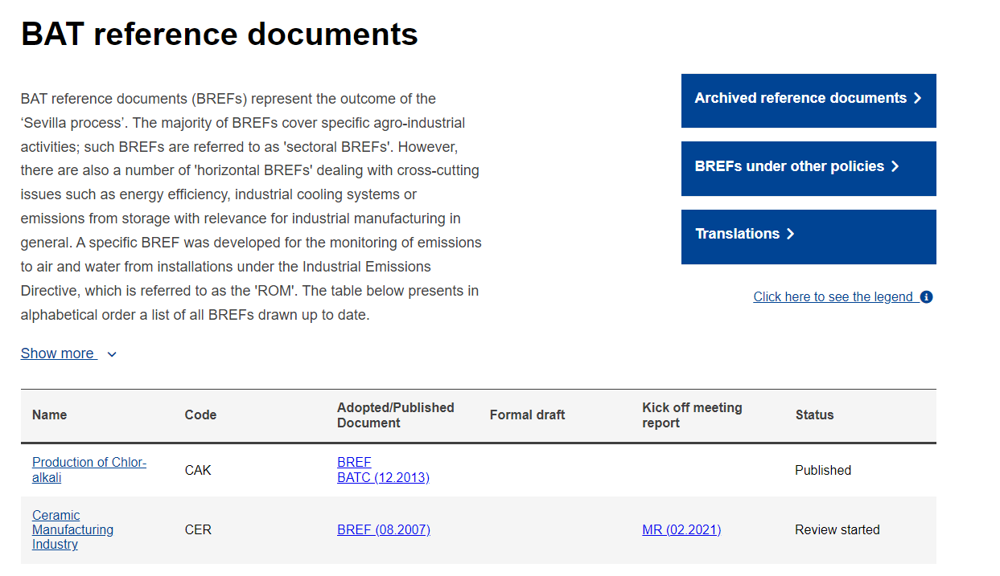 BAT reference documents
BAT reference documents (BREFs) represent the outcome of the
‘Sevilla process’. The majority of BREFs cover specific agro-industrial
activities; such BREFs are referred to as 'sectoral BREFs'. However,
there are also a number of 'horizontal BREFs' dealing with cross-cutting
issues such as energy efficiency, industrial cooling systems or
emissions from storage with relevance for industrial manufacturing in
general. A specific BREF was developed for the monitoring of emissions
to air and water from installations under the Industrial Emissions
Directive, which is referred to as the 'ROM'. The table below presents in
alphabetical order a list of all BREFs drawn up to date.
Show more
Archived reference documents
BREFs under other policies
Translations
Click here to see the legend
Name
Code
Adopted/Published
Document
Formal draft
Kick off meeting
report
Status
Production of Chlor-
alkali
CAK
BREF
BATC (12.2013)
Published
Ceramic
Manufacturing
Industry
CER
BREF (08.2007)
MR (02.2021)
Review started